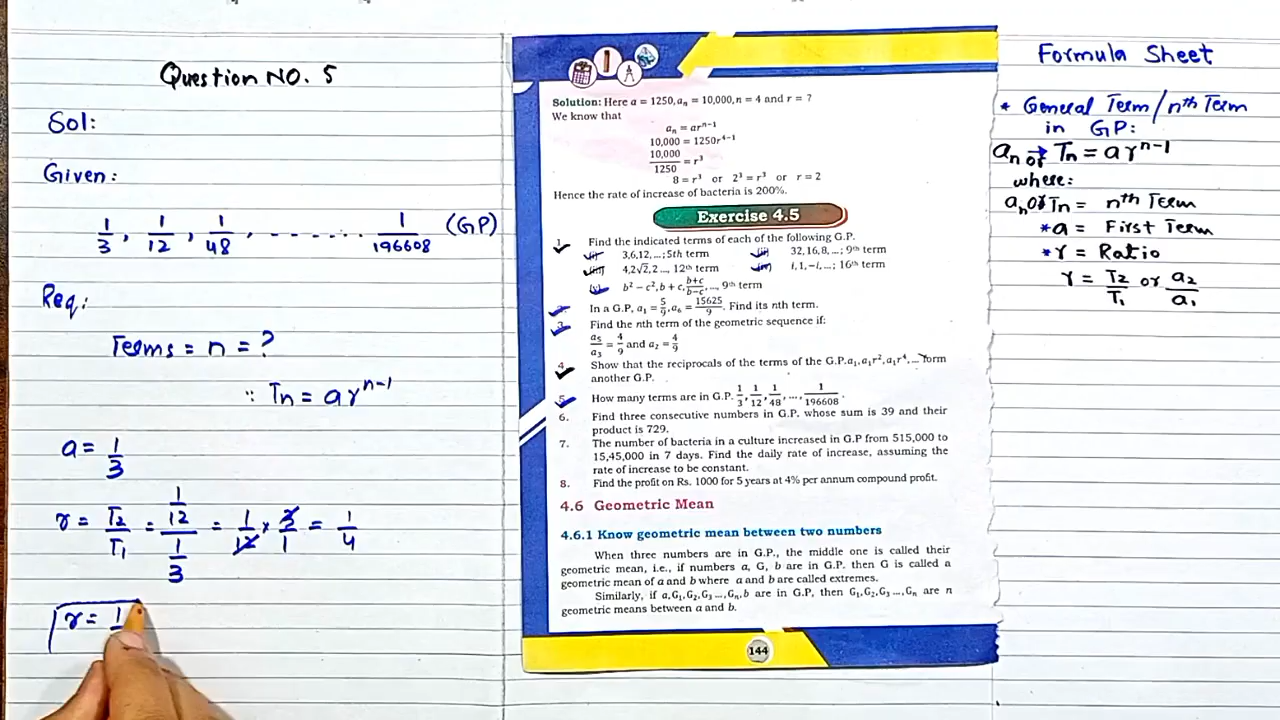 Question NO. 5
Sol:
Given:
1/3, 1/12, 1/48, ........ 1/196608 (GP)
Req:
Terms = n = ?
∵ Tn = ar^(n-1)
a = 1/3
r = T2/T1 = (1/12)/(1/3) = 1/12 × 3/1 = 1/4
r = 1
Solution: Here a = 1250, aₙ = 10,000, n = 4 and r = ?
We know that
aₙ = arⁿ⁻¹
10,000 = 1250r⁴⁻¹
10,000/1250 = r³
8 = r³ or 2³ = r³ or r = 2
Hence the rate of increase of bacteria is 200%.
Exercise 4.5
1. Find the indicated terms of each of the following G.P.
(i) 3,6,12,...; 5th term (ii) 32,16,8,...; 9th term
(iii) 4,2√2,2..., 12th term (iv) i,1,−i,...; 16th term
(v) b² − c², b + c, (b+c)/(b−c), ..., 9th term
2. In a G.P, a₁ = 5/9, a₆ = 15625/9. Find its nth term.
3. Find the nth term of the geometric sequence if:
a₅/a₃ = 4/9 and a₂ = 4/9
4. Show that the reciprocals of the terms of the G.P. a₁, a₁r², a₁r⁴, ... form
another G.P.
5. How many terms are in G.P. 1/3, 1/12, 1/48, ..., 1/196608.
6. Find three consecutive numbers in G.P, whose sum is 39 and their
product is 729.
7. The number of bacteria in a culture increased in G.P from 515,000 to
15,45,000 in 7 days. Find the daily rate of increase, assuming the
rate of increase to be constant.
8. Find the profit on Rs. 1000 for 5 years at 4% per annum compound profit.
4.6 Geometric Mean
4.6.1 Know geometric mean between two numbers
When three numbers are in G.P., the middle one is called their
geometric mean, i.e., if numbers a, G, b are in G.P. then G is called a
geometric mean of a and b where a and b are called extremes.
Similarly, if a,G₁,G₂,G₃ ...,Gₙ,b are in G.P, then G₁,G₂,G₃ ...,Gₙ are n
geometric means between a and b.
144
Formula Sheet
* General Term/nth Term
in GP:
aₙ or Tn = ar^(n-1)
where:
aₙ or Tn = nth Term
*a = First Term
*r = Ratio
r = T2/T1 or a2/a1